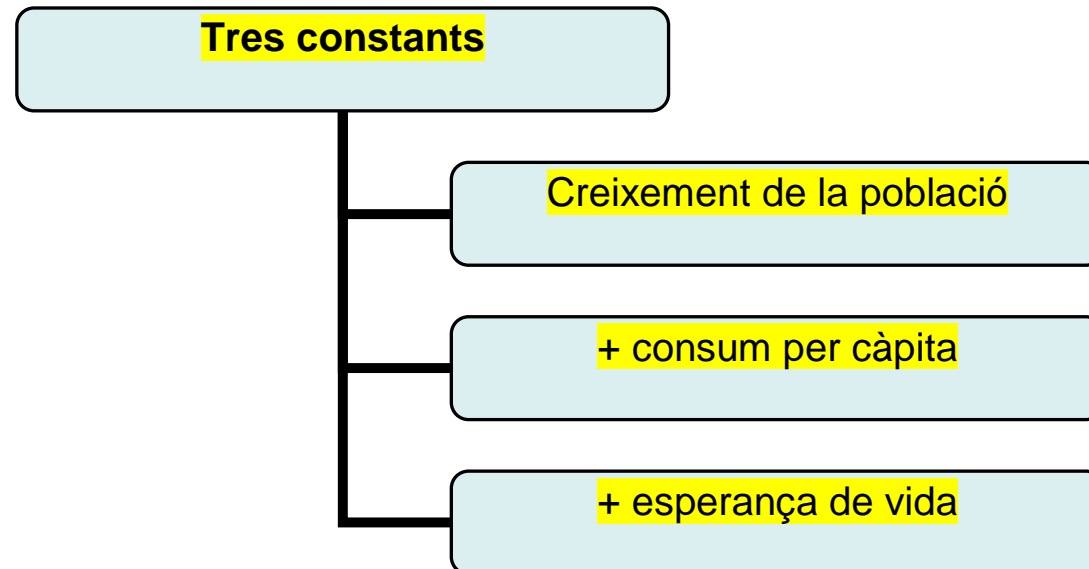 Tres constants
Creixement de la població
+ consum per càpita
+ esperança de vida